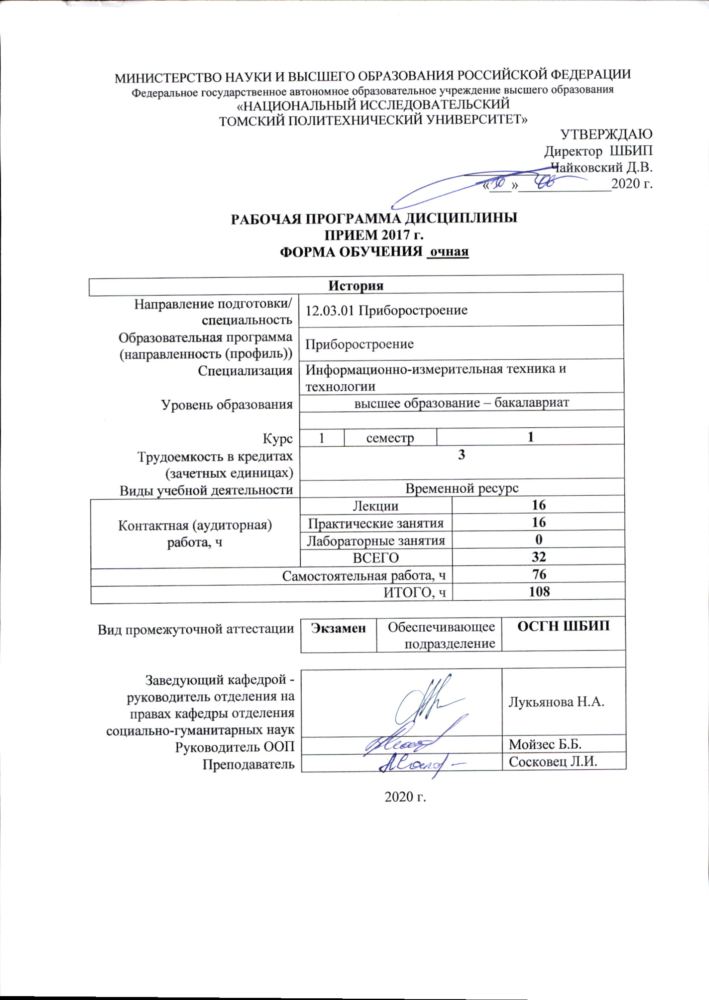 МИНИСТЕРСТВО НАУКИ И ВЫСШЕГО ОБРАЗОВАНИЯ РОССИЙСКОЙ ФЕДЕРАЦИИ
Федеральное государственное автономное образовательное учреждение высшего образования
«НАЦИОНАЛЬНЫЙ ИССЛЕДОВАТЕЛЬСКИЙ
ТОМСКИЙ ПОЛИТЕХНИЧЕСКИЙ УНИВЕРСИТЕТ»
УТВЕРЖДАЮ
Директор ШБИП
Чайковский Д.В.
«30» 2020 г.
РАБОЧАЯ ПРОГРАММА ДИСЦИПЛИНЫ
ПРИЕМ 2017 г.
ФОРМА ОБУЧЕНИЯ очная
История
Направление подготовки/
специальность
12.03.01 Приборостроение
Образовательная программа
(направленность (профиль))
Приборостроение
Специализация
Информационно-измерительная техника и
технологии
Уровень образования
высшее образование – бакалавриат
Курс 1 семестр 1
Трудоемкость в кредитах
(зачетных единицах)
3
Виды учебной деятельности
Временной ресурс
Контактная (аудиторная)
работа, ч
Лекции 16
Практические занятия 16
Лабораторные занятия 0
ВСЕГО 32
Самостоятельная работа, ч 76
ИТОГО, ч 108
Вид промежуточной аттестации
Экзамен
Обеспечивающее
подразделение
ОСГН ШБИП
Заведующий кафедрой -
руководитель отделения на
правах кафедры отделения
социально-гуманитарных наук
Лукьянова Н.А.
Руководитель ООП Мойзес Б.Б.
Преподаватель Сосковец Л.И.
2020 г.